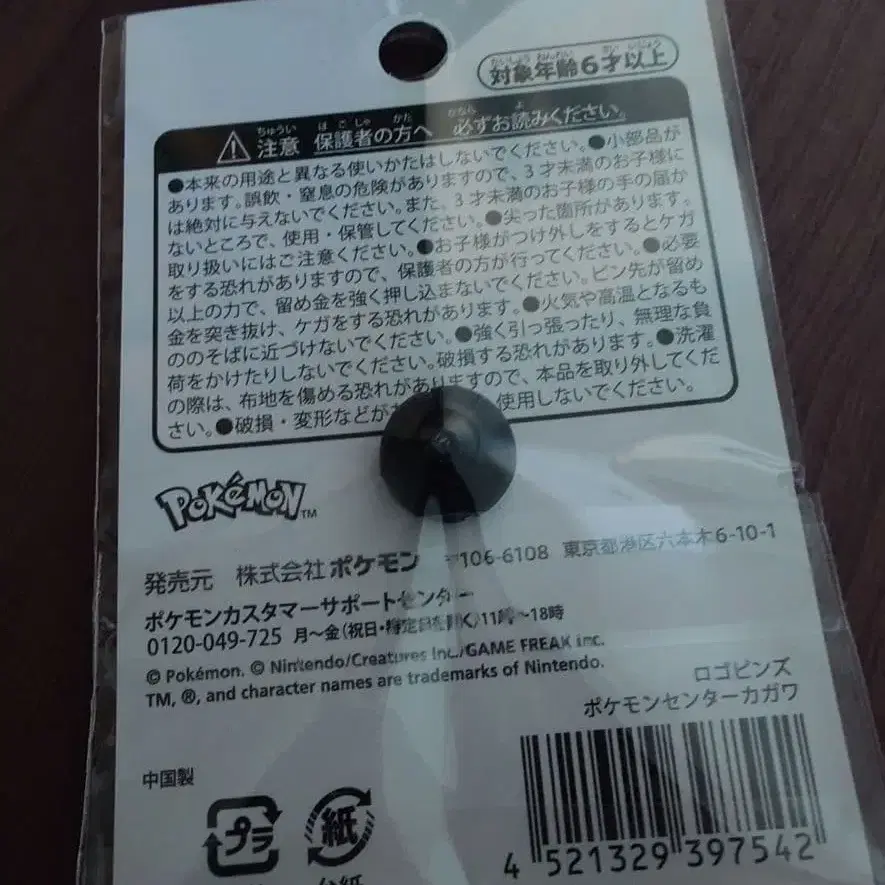 対象年齢6才以上
注意 保護者の方へ 必ずお読みください。
●本来の用途と異なる使いかたはしないでください。●小部品が
あります。誤飲・窒息の危険がありますので、3才未満のお子様に
は絶対に与えないでください。また、3才未満のお子様の手の届か
ないところで、使用・保管してください。●尖った箇所があります。
取り扱いにはご注意ください。●お子様がつけ外しをするとケガ
をする恐れがありますので、保護者の方が行ってください。●必要
以上の力で、留め金を強く押し込まないでください。ピン先が留め
金を突き抜け、ケガをする恐れがあります。●火気や高温となるも
ののそばに近づけないでください。●強く引っ張ったり、無理な負
荷をかけたりしないでください。破損する恐れがあります。●洗濯
の際は、布地を傷める恐れがありますので、本品を取り外してくだ
さい。●破損・変形などが 使用しないでください。
POKéMON™
発売元 株式会社ポケモン 〒106-6108 東京都港区六本木6-10-1
ポケモンカスタマーサポートセンター
0120-049-725 月〜金(祝日・特定日を除く)11時〜18時
© Pokémon. © Nintendo/Creatures Inc./GAME FREAK inc.
TM, ®, and character names are trademarks of Nintendo.
ロゴピンズ
ポケモンセンターカガワ
中国製
プラ 紙
台紙
4 521329 397542